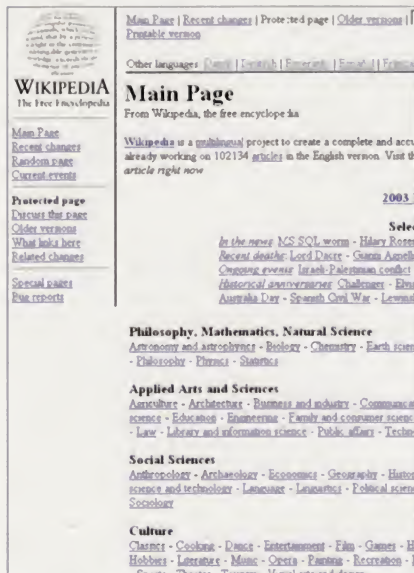 Main Page | Recent changes | Protected page | Older versions |
Printable version
Other languages
WIKIPEDIA
The Free Encyclopedia
Main Page
Recent changes
Random page
Current events
Protected page
Discuss this page
Older versions
What links here
Related changes
Special pages
Bug reports
Main Page
From Wikipedia, the free encyclopedia
Wikipedia is a multilingual project to create a complete and accu
already working on 102134 articles in the English version. Visit th
article right now
2003
Selec
In the news: MS SQL worm - Hilary Rosen
Recent deaths: Lord Dacre - Gianni Agnelli
Ongoing events: Israeli-Palestinian conflict
Historical anniversaries: Challenger -
Australia Day - Spanish Civil War -
Philosophy, Mathematics, Natural Science
Astronomy and astrophysics - Biology - Chemistry - Earth scien
- Philosophy - Physics - Statistics
Applied Arts and Sciences
Agriculture - Architecture - Business and industry - Communicat
science - Education - Engineering - Family and consumer scienc
- Law - Library and information science - Public affairs - Techno
Social Sciences
Anthropology - Archaeology - Economics - Geography - Histor
science and technology - Language - Linguistics - Political scienc
Sociology
Culture
Classics - Cooking - Dance - Entertainment - Film - Games - H
Hobbies - Literature - Music - Opera - Painting - Recreation -